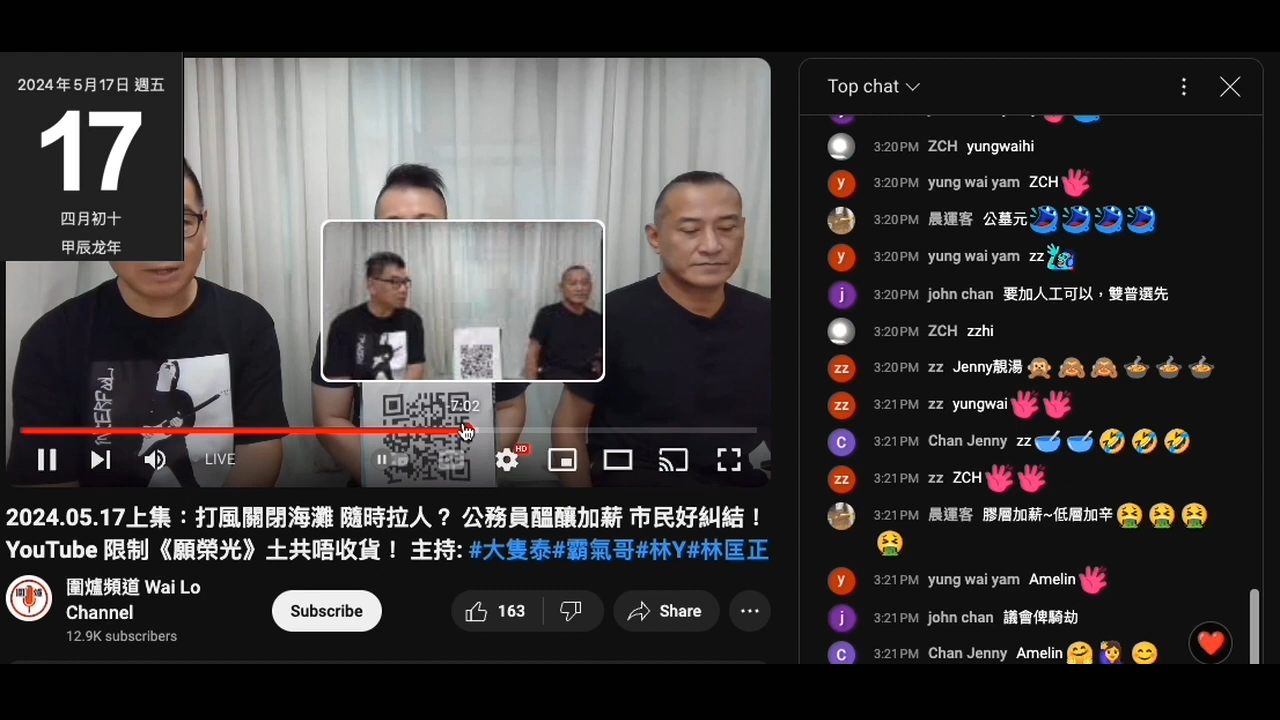 2024年5月17日 週五
17
四月初十
甲辰龙年
INTERPOL
-7:02
LIVE
HD
2024.05.17上集：打風關閉海灘 隨時拉人？ 公務員醞釀加薪 市民好糾結！
YouTube 限制《願榮光》土共唔收貨！ 主持: #大隻泰#霸氣哥#林Y#林匡正
圍爐頻道 Wai Lo
Channel
12.9K subscribers
Subscribe
163
Share
Top chat
3:20 PM ZCH yungwaihi
3:20 PM yung wai yam ZCH
3:20 PM 晨運客 公墓元
3:20 PM yung wai yam zz
3:20 PM john chan 要加人工可以，雙普選先
3:20 PM ZCH zzhi
3:20 PM zz Jenny靚湯🙊🙈🙈🍲🍲🍲
3:21 PM zz yungwai
3:21 PM Chan Jenny zz🥣🥣🤣🤣🤣
3:21 PM zz ZCH
3:21 PM 晨運客 膠層加薪~低層加辛🤮🤮🤮
🤮
3:21 PM yung wai yam Amelin
3:21 PM john chan 議會俾騎劫
3:21 PM Chan Jenny Amelin🤗🙋‍♀️😊